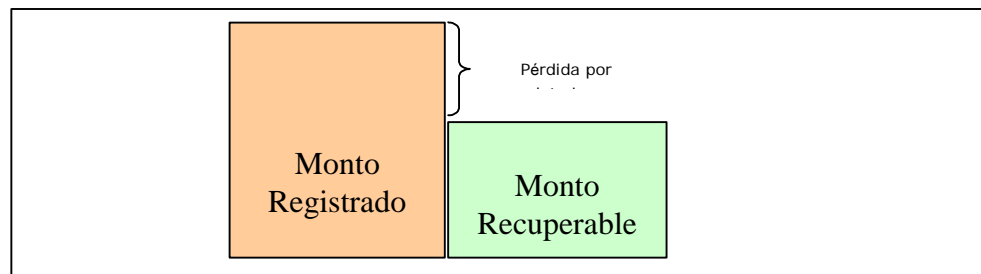 Pérdida por
Monto
Registrado
Monto
Recuperable